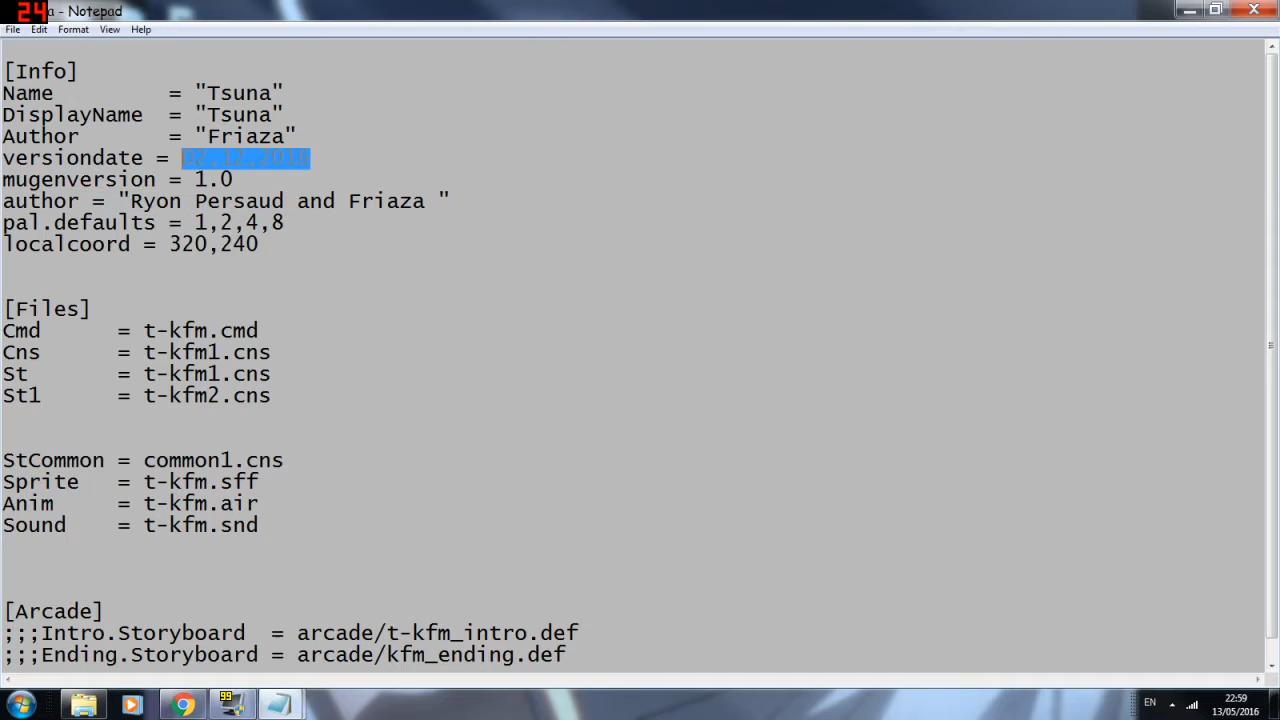 24
a - Notepad
File Edit Format View Help
[Info]
Name = "Tsuna"
DisplayName = "Tsuna"
Author = "Friaza"
versiondate =
mugenversion = 1.0
author = "Ryon Persaud and Friaza "
pal.defaults = 1,2,4,8
localcoord = 320,240
[Files]
Cmd = t-kfm.cmd
Cns = t-kfm1.cns
St = t-kfm1.cns
St1 = t-kfm2.cns
StCommon = common1.cns
Sprite = t-kfm.sff
Anim = t-kfm.air
Sound = t-kfm.snd
[Arcade]
;;;Intro.Storyboard = arcade/t-kfm_intro.def
;;;Ending.Storyboard = arcade/kfm_ending.def
99
EN
22:59
13/05/2016